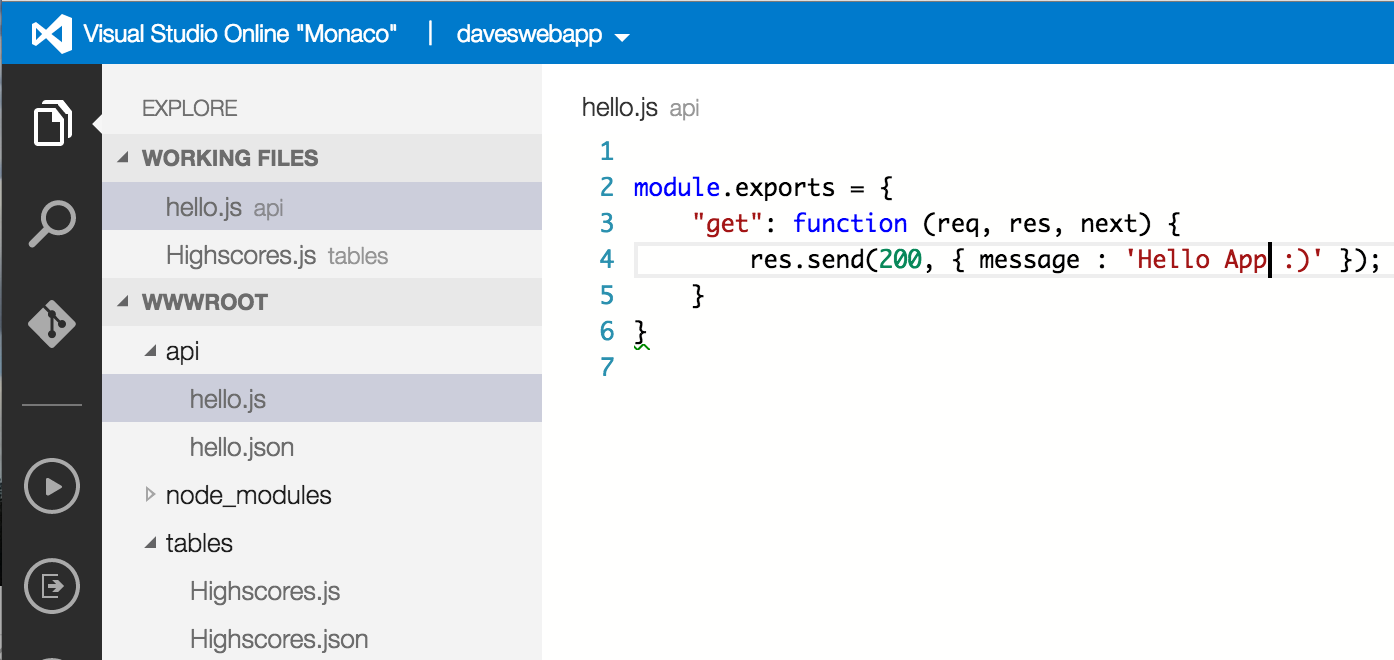 Visual Studio Online "Monaco" | daveswebapp
EXPLORE
WORKING FILES
hello.js api
Highscores.js tables
WWWROOT
api
hello.js
hello.json
node_modules
tables
Highscores.js
Highscores.json
hello.js api
1
2 module.exports = {
3 "get": function (req, res, next) {
4 res.send(200, { message : 'Hello App :)' });
5 }
6 }
7